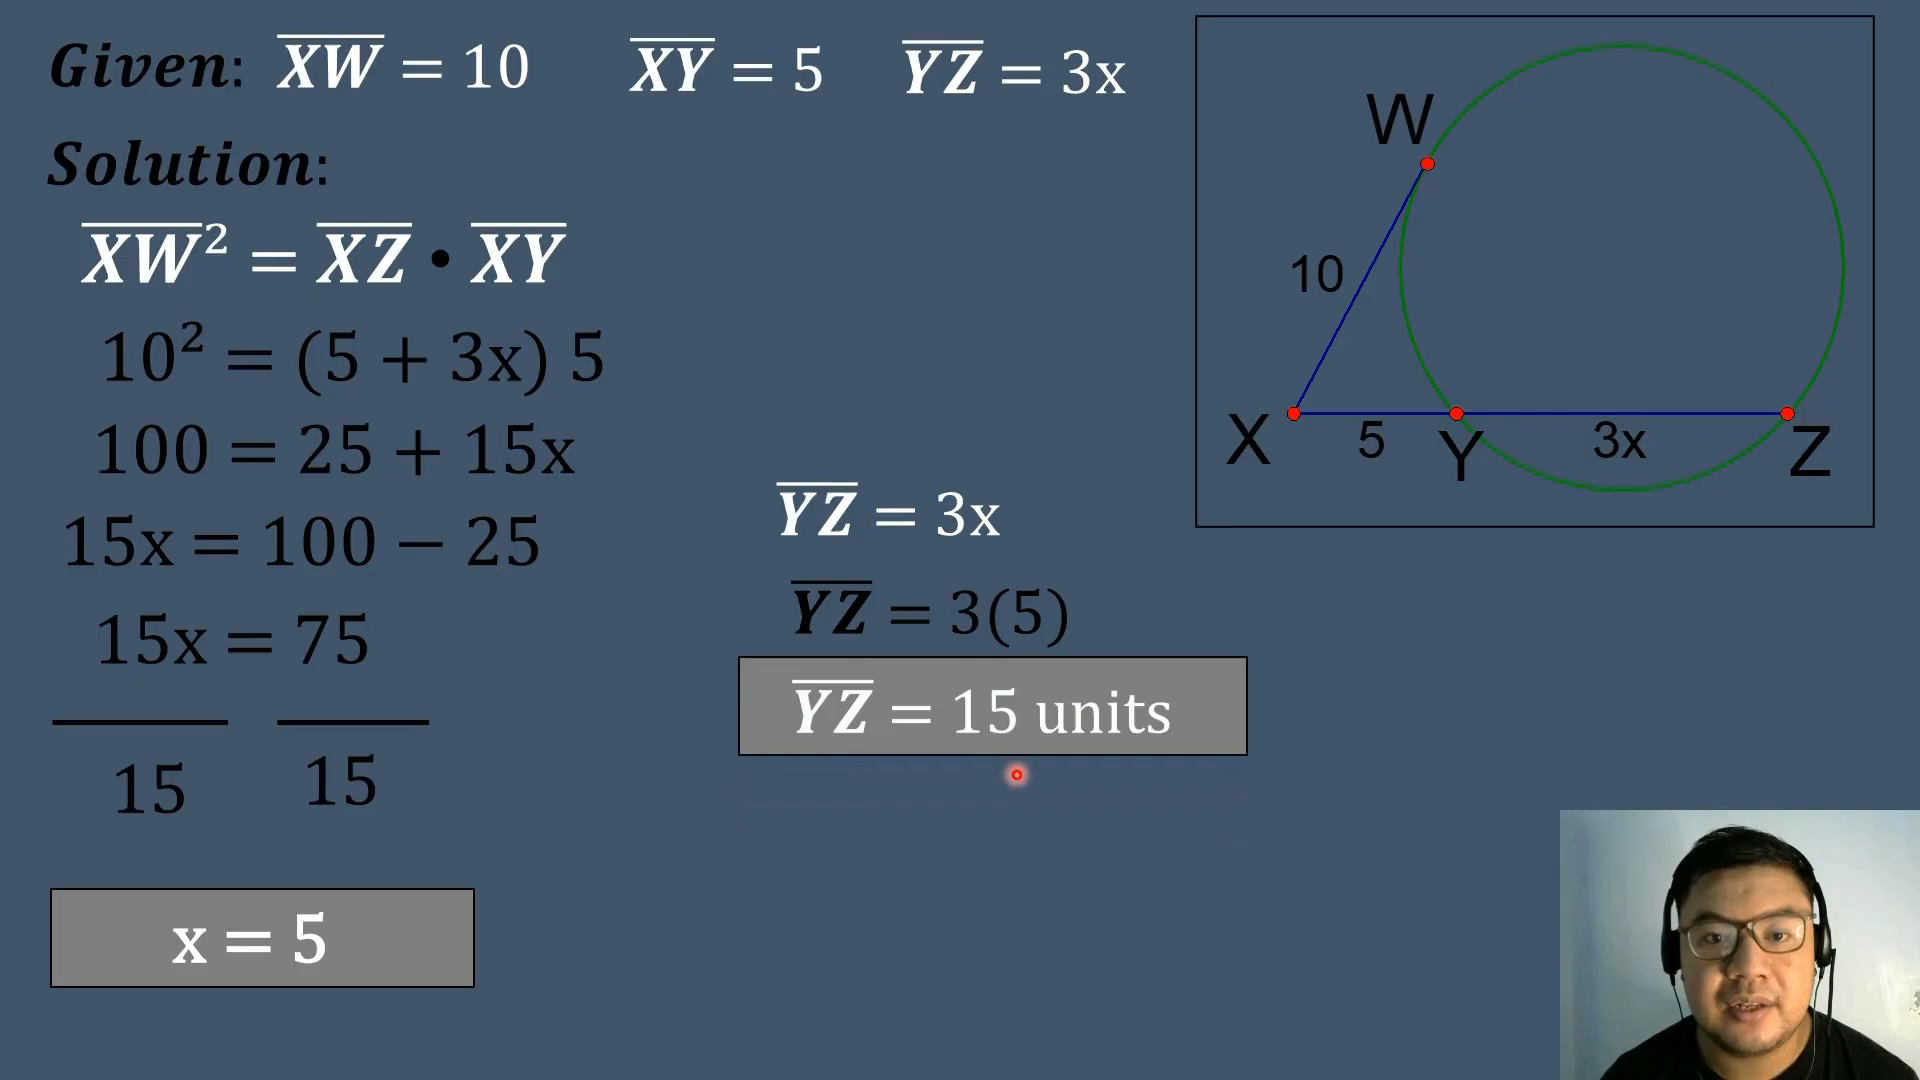 Given: XW = 10 XY = 5 YZ = 3x
Solution:
XW² = XZ • XY
10² = (5 + 3x) 5
100 = 25 + 15x
15x = 100 − 25
15x = 75
15 15
x = 5
YZ = 3x
YZ = 3(5)
YZ = 15 units
W
10
X 5 Y 3x Z